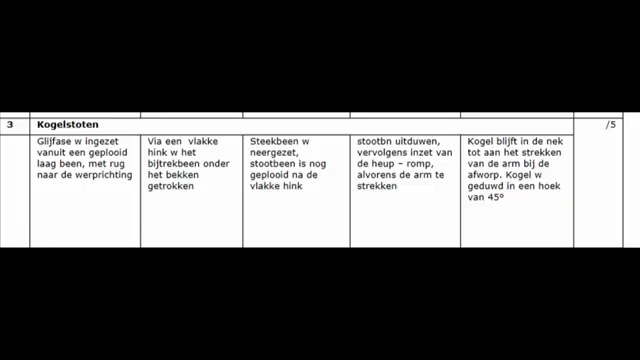 3 Kogelstoten /5
Glijfase w ingezet
vanuit een geplooid
laag been, met rug
naar de werprichting
Via een vlakke
hink w het
bijtrekbeen onder
het bekken
getrokken
Steekbeen w
neergezet,
stootbeen is nog
geplooid na de
vlakke hink
stootbn uitduwen,
vervolgens inzet van
de heup – romp,
alvorens de arm te
strekken
Kogel blijft in de nek
tot aan het strekken
van de arm bij de
afworp. Kogel w
geduwd in een hoek
van 45°